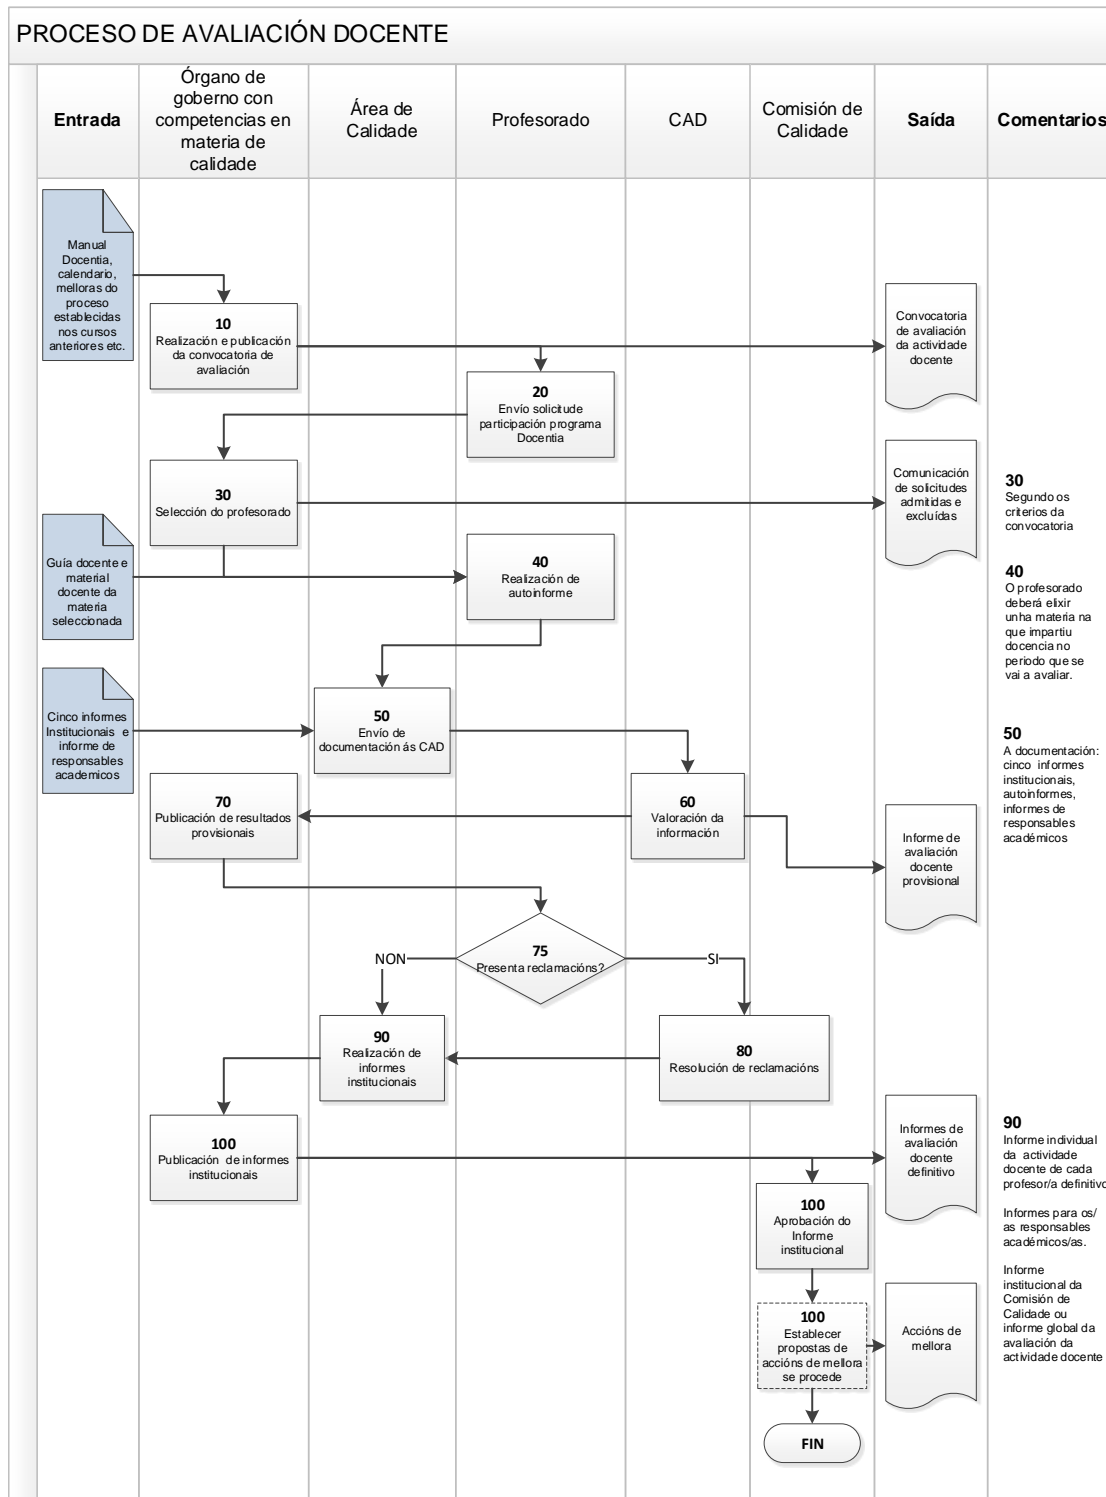 PROCESO DE AVALIACIÓN DOCENTE
Entrada
Órgano de
goberno con
competencias en
materia de
calidade
Área de
Calidade
Profesorado
CAD
Comisión de
Calidade
Saída
Comentarios
Manual
Docentia,
calendario,
melloras do
proceso
establecidas
nos cursos
anteriores etc.
10
Realización e publicación
da convocatoria de
avaliación
Convocatoria
de avaliación
da actividade
docente
20
Envío solicitude
participación programa
Docentia
30
Selección do profesorado
Comunicación
de solicitudes
admitidas e
excluídas
30
Segundo os
criterios da
convocatoria
Guía docente e
material
docente da
materia
seleccionada
40
Realización de
autoinforme
40
O profesorado
deberá elixir
unha materia na
que impartiu
docencia no
periodo que se
vai a avaliar.
Cinco informes
Institucionais e
informe de
responsables
academicos
50
Envío de
documentación ás CAD
50
A documentación:
cinco informes
institucionais,
autoinformes,
informes de
responsables
académicos
70
Publicación de resultados
provisionais
60
Valoración da
información
Informe de
avaliación
docente
provisional
75
Presenta reclamacións?
NON
SI
90
Realización de
informes
institucionais
80
Resolución de reclamacións
100
Publicación de informes
institucionais
Informes de
avaliación
docente
definitivo
90
Informe individual
da actividade
docente de cada
profesor/a definitivo
Informes para os/
as responsables
académicos/as.
Informe
institucional da
Comisión de
Calidade ou
informe global da
avaliación da
actividade docente
100
Aprobación do
Informe
institucional
100
Establecer
propostas de
accións de mellora
se procede
Accións de
mellora
FIN